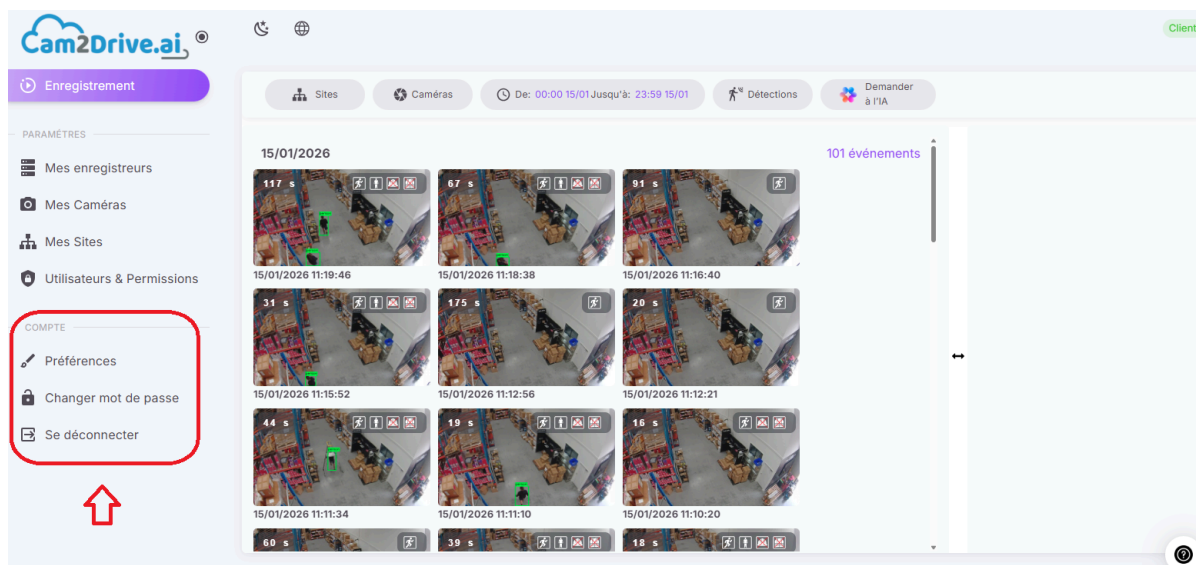 Cam2Drive.ai
Client
Enregistrement
Sites
Caméras
De: 00:00 15/01 Jusqu'à: 23:59 15/01
Détections
Demander
à l'IA
PARAMÉTRES
Mes enregistreurs
Mes Caméras
Mes Sites
Utilisateurs & Permissions
COMPTE
Préférences
Changer mot de passe
Se déconnecter
15/01/2026
101 événements
117 s
67 s
91 s
15/01/2026 11:19:46
15/01/2026 11:18:38
15/01/2026 11:16:40
31 s
175 s
20 s
15/01/2026 11:15:52
15/01/2026 11:12:56
15/01/2026 11:12:21
44 s
19 s
16 s
15/01/2026 11:11:34
15/01/2026 11:11:10
15/01/2026 11:10:20
60 s
39 s
18 s